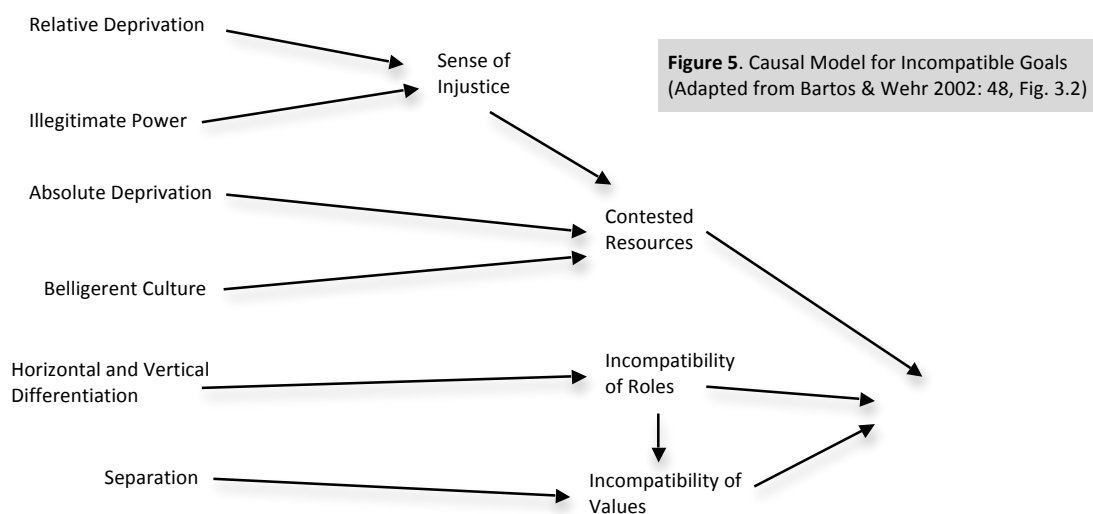 Relative Deprivation
Sense of
Injustice
Figure 5. Causal Model for Incompatible Goals
(Adapted from Bartos & Wehr 2002: 48, Fig. 3.2)
Illegitimate Power
Absolute Deprivation
Contested
Resources
Belligerent Culture
Horizontal and Vertical
Differentiation
Incompatibility
of Roles
Separation
Incompatibility of
Values